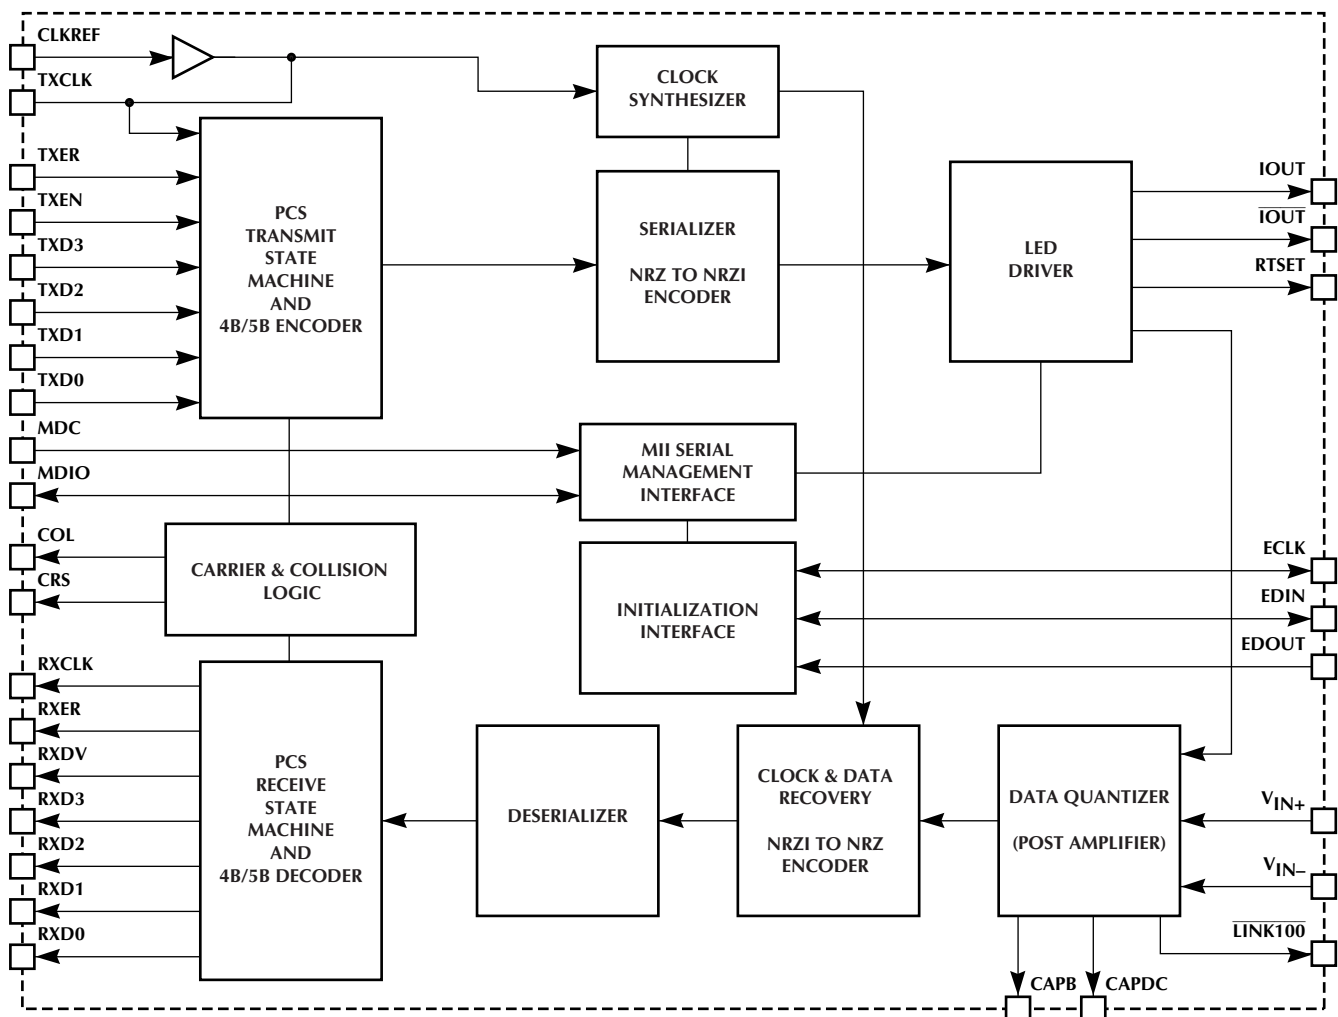 CLKREF
TXCLK
TXER
TXEN
TXD3
TXD2
TXD1
TXD0
MDC
MDIO
COL
CRS
RXCLK
RXER
RXDV
RXD3
RXD2
RXD1
RXD0
PCS
TRANSMIT
STATE
MACHINE
AND
4B/5B ENCODER
CARRIER & COLLISION
LOGIC
PCS
RECEIVE
STATE
MACHINE
AND
4B/5B DECODER
CLOCK
SYNTHESIZER
SERIALIZER
NRZ TO NRZI
ENCODER
MII SERIAL
MANAGEMENT
INTERFACE
INITIALIZATION
INTERFACE
DESERIALIZER
CLOCK & DATA
RECOVERY
NRZI TO NRZ
ENCODER
LED
DRIVER
DATA QUANTIZER
(POST AMPLIFIER)
IOUT
IOUT
RTSET
ECLK
EDIN
EDOUT
VIN+
VIN–
LINK100
CAPB
CAPDC